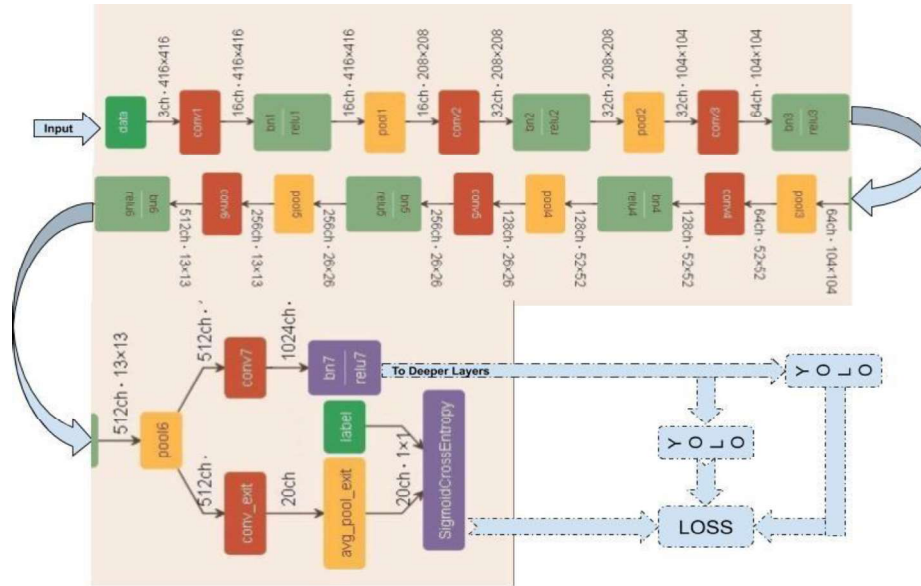 Input
data
3ch · 416×416
conv1
16ch · 416×416
bn1
relu1
16ch · 416×416
pool1
16ch · 208×208
conv2
32ch · 208×208
bn2
relu2
32ch · 208×208
pool2
32ch · 104×104
conv3
64ch · 104×104
bn3
relu3
64ch · 104×104
pool3
64ch · 52×52
conv4
128ch · 52×52
bn4
relu4
128ch · 52×52
pool4
128ch · 26×26
conv5
256ch · 26×26
bn5
relu5
256ch · 26×26
pool5
256ch · 13×13
conv6
512ch · 13×13
bn6
relu6
512ch · 13×13
pool6
512ch ·
conv7
1024ch ·
bn7
relu7
To Deeper Layers
YOLO
YOLO
label
512ch ·
conv_exit
20ch
avg_pool_exit
20ch · 1×1
SigmoidCrossEntropy
LOSS